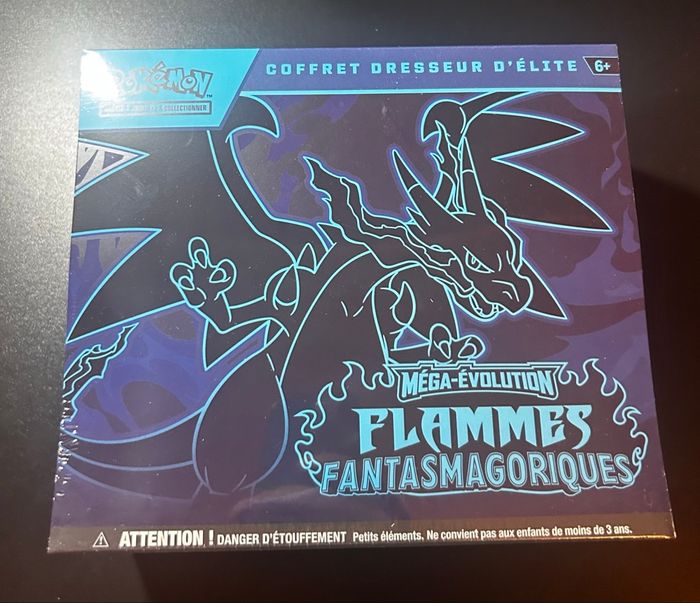 POKÉMON
COFFRET DRESSEUR D'ÉLITE 6+
COLLECTIONNER
MÉGA-ÉVOLUTION
FLAMMES
FANTASMAGORIQUES
ATTENTION ! DANGER D'ÉTOUFFEMENT Petits éléments. Ne convient pas aux enfants de moins de 3 ans.